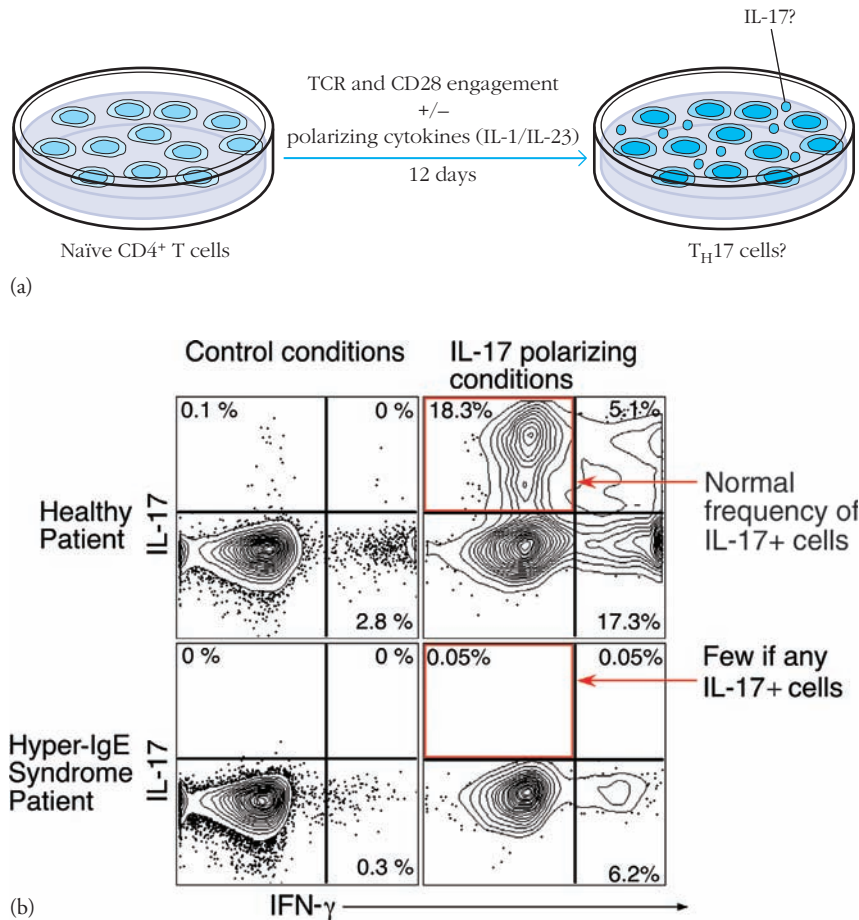 IL-17?
TCR and CD28 engagement
+/–
polarizing cytokines (IL-1/IL-23)
12 days
Naïve CD4⁺ T cells
T_H17 cells?
(a)
Control conditions
IL-17 polarizing
conditions
0.1 %
0 %
18.3%
5.1%
Healthy
Patient
IL-17
Normal
frequency of
IL-17+ cells
2.8 %
17.3%
0 %
0 %
0.05%
0.05%
Few if any
IL-17+ cells
Hyper-IgE
Syndrome
Patient
IL-17
0.3 %
6.2%
(b)
IFN-γ